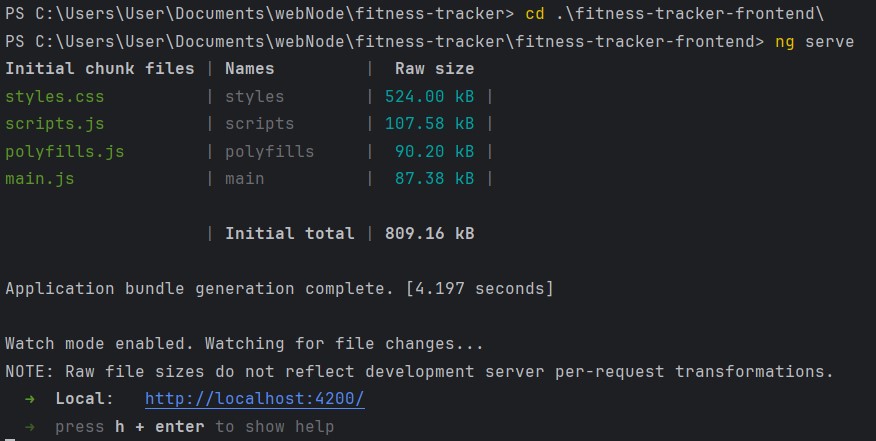 PS C:\Users\User\Documents\webNode\fitness-tracker> cd .\fitness-tracker-frontend\
PS C:\Users\User\Documents\webNode\fitness-tracker\fitness-tracker-frontend> ng serve
Initial chunk files | Names         |  Raw size
styles.css          | styles        | 524.00 kB |
scripts.js          | scripts       | 107.58 kB |
polyfills.js        | polyfills     |  90.20 kB |
main.js             | main          |  87.38 kB |
                    | Initial total | 809.16 kB
Application bundle generation complete. [4.197 seconds]
Watch mode enabled. Watching for file changes...
NOTE: Raw file sizes do not reflect development server per-request transformations.
  ➜  Local:   http://localhost:4200/
  ➜  press h + enter to show help